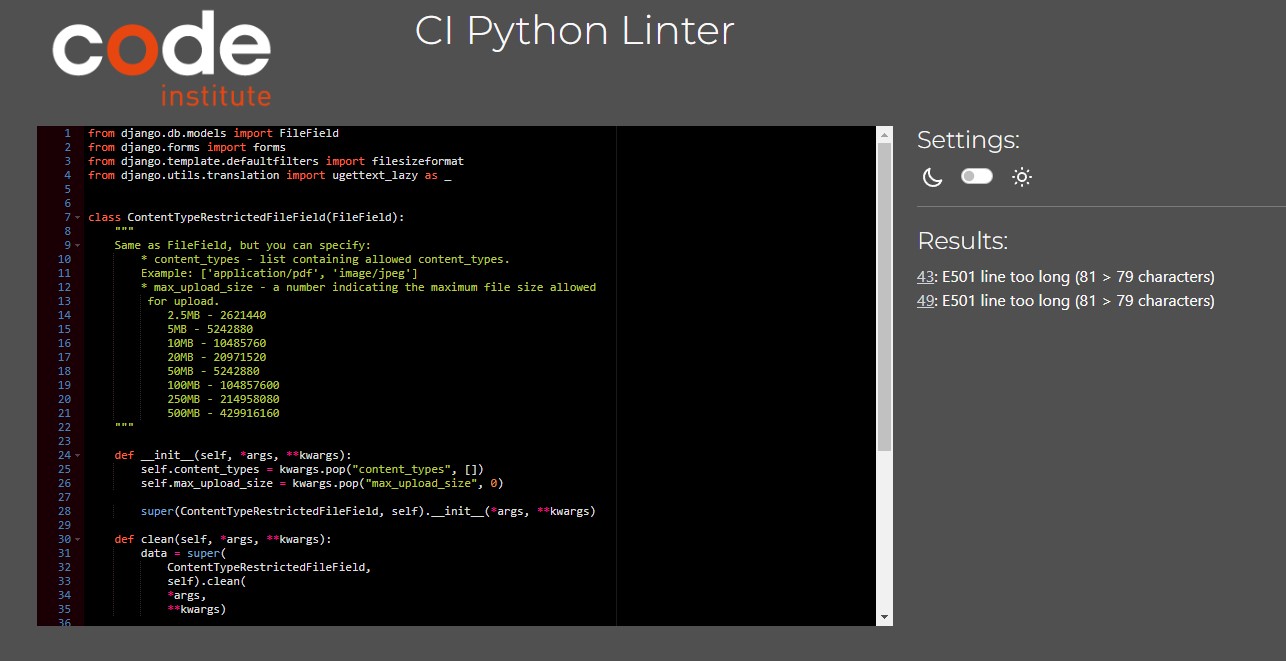 code
institute
CI Python Linter
1 from django.db.models import FileField
2 from django.forms import forms
3 from django.template.defaultfilters import filesizeformat
4 from django.utils.translation import ugettext_lazy as _
5
6
7 class ContentTypeRestrictedFileField(FileField):
8     """
9     Same as FileField, but you can specify:
10         * content_types - list containing allowed content_types.
11         Example: ['application/pdf', 'image/jpeg']
12         * max_upload_size - a number indicating the maximum file size allowed
13          for upload.
14             2.5MB - 2621440
15             5MB - 5242880
16             10MB - 10485760
17             20MB - 20971520
18             50MB - 5242880
19             100MB - 104857600
20             250MB - 214958080
21             500MB - 429916160
22     """
23
24     def __init__(self, *args, **kwargs):
25         self.content_types = kwargs.pop("content_types", [])
26         self.max_upload_size = kwargs.pop("max_upload_size", 0)
27
28         super(ContentTypeRestrictedFileField, self).__init__(*args, **kwargs)
29
30     def clean(self, *args, **kwargs):
31         data = super(
32             ContentTypeRestrictedFileField,
33             self).clean(
34             *args,
35             **kwargs)
36
Settings:
Results:
43: E501 line too long (81 > 79 characters)
49: E501 line too long (81 > 79 characters)